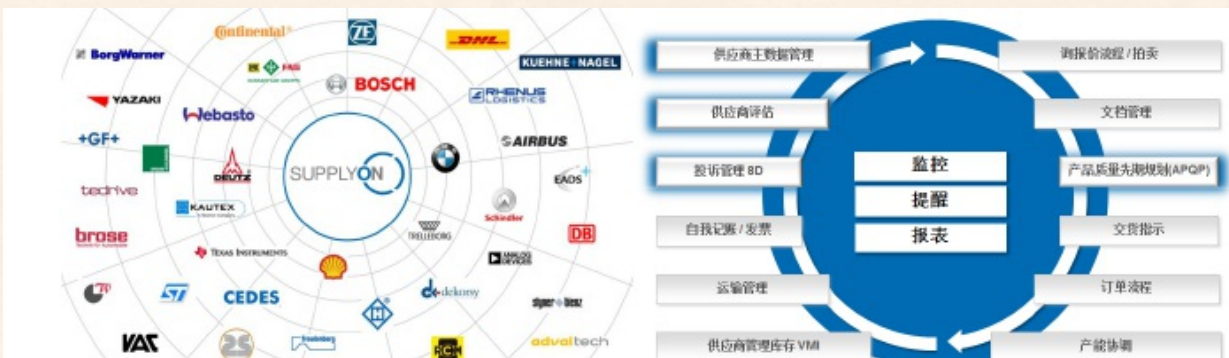 Continental
ZF
DHL
BorgWarner
KUEHNE+NAGEL
FAG
BOSCH
YAZAKI
RHENUS
LOGISTICS
Webasto
+GF+
AIRBUS
DEUTZ
SUPPLYON
BMW
EADS
tedrive
KAUTEX
Schindler
TRELLEBORG
brose
DB
TEXAS INSTRUMENTS
ANALOG
DEVICES
ST
CEDES
dekorsy
VAC
advaltech
供应商主数据管理
询报价流程/拍卖
供应商评估
文档管理
投诉管理 8D
监控
产品质量先期规划(APQP)
提醒
自我记账/发票
报表
交货指示
运输管理
订单流程
供应商管理库存 VMI
产能协调